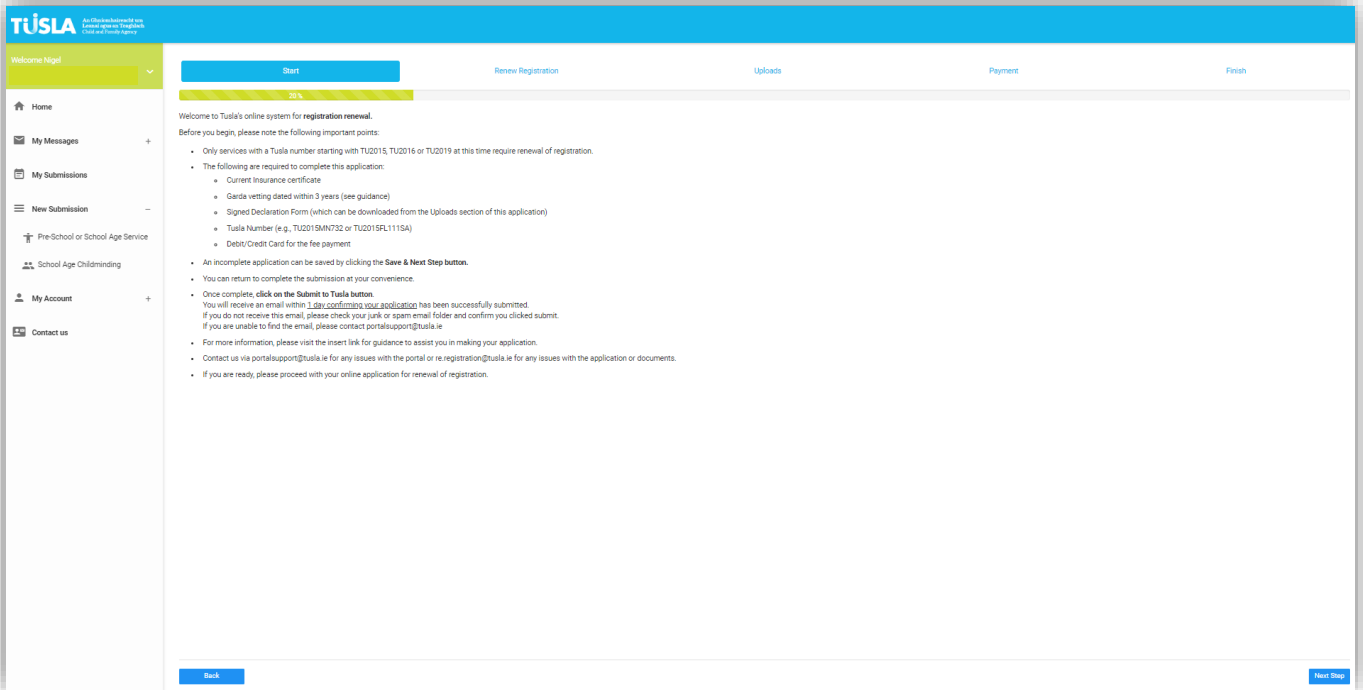 TUSLA
An Ghníomhaireacht um
Leanaí agus an Teaghlach
Child and Family Agency
Welcome Nigel
Start
Renew Registration
Uploads
Payment
Finish
20%
Home
My Messages
+
My Submissions
New Submission
–
Pre-School or School Age Service
School Age Childminding
My Account
+
Contact us
Welcome to Tusla's online system for registration renewal.
Before you begin, please note the following important points:
• Only services with a Tusla number starting with TU2015, TU2016 or TU2019 at this time require renewal of registration.
• The following are required to complete this application:
Current Insurance certificate
Garda vetting dated within 3 years (see guidance)
Signed Declaration Form (which can be downloaded from the Uploads section of this application)
Tusla Number (e.g., TU2015MN732 or TU2015FL111SA)
Debit/Credit Card for the fee payment
• An incomplete application can be saved by clicking the Save & Next Step button.
• You can return to complete the submission at your convenience.
• Once complete, click on the Submit to Tusla button.
You will receive an email within 1 day confirming your application has been successfully submitted.
If you do not receive this email, please check your junk or spam email folder and confirm you clicked submit.
If you are unable to find the email, please contact portalsupport@tusla.ie
• For more information, please visit the insert link for guidance to assist you in making your application.
• Contact us via portalsupport@tusla.ie for any issues with the portal or re.registration@tusla.ie for any issues with the application or documents.
• If you are ready, please proceed with your online application for renewal of registration.
Back
Next Step